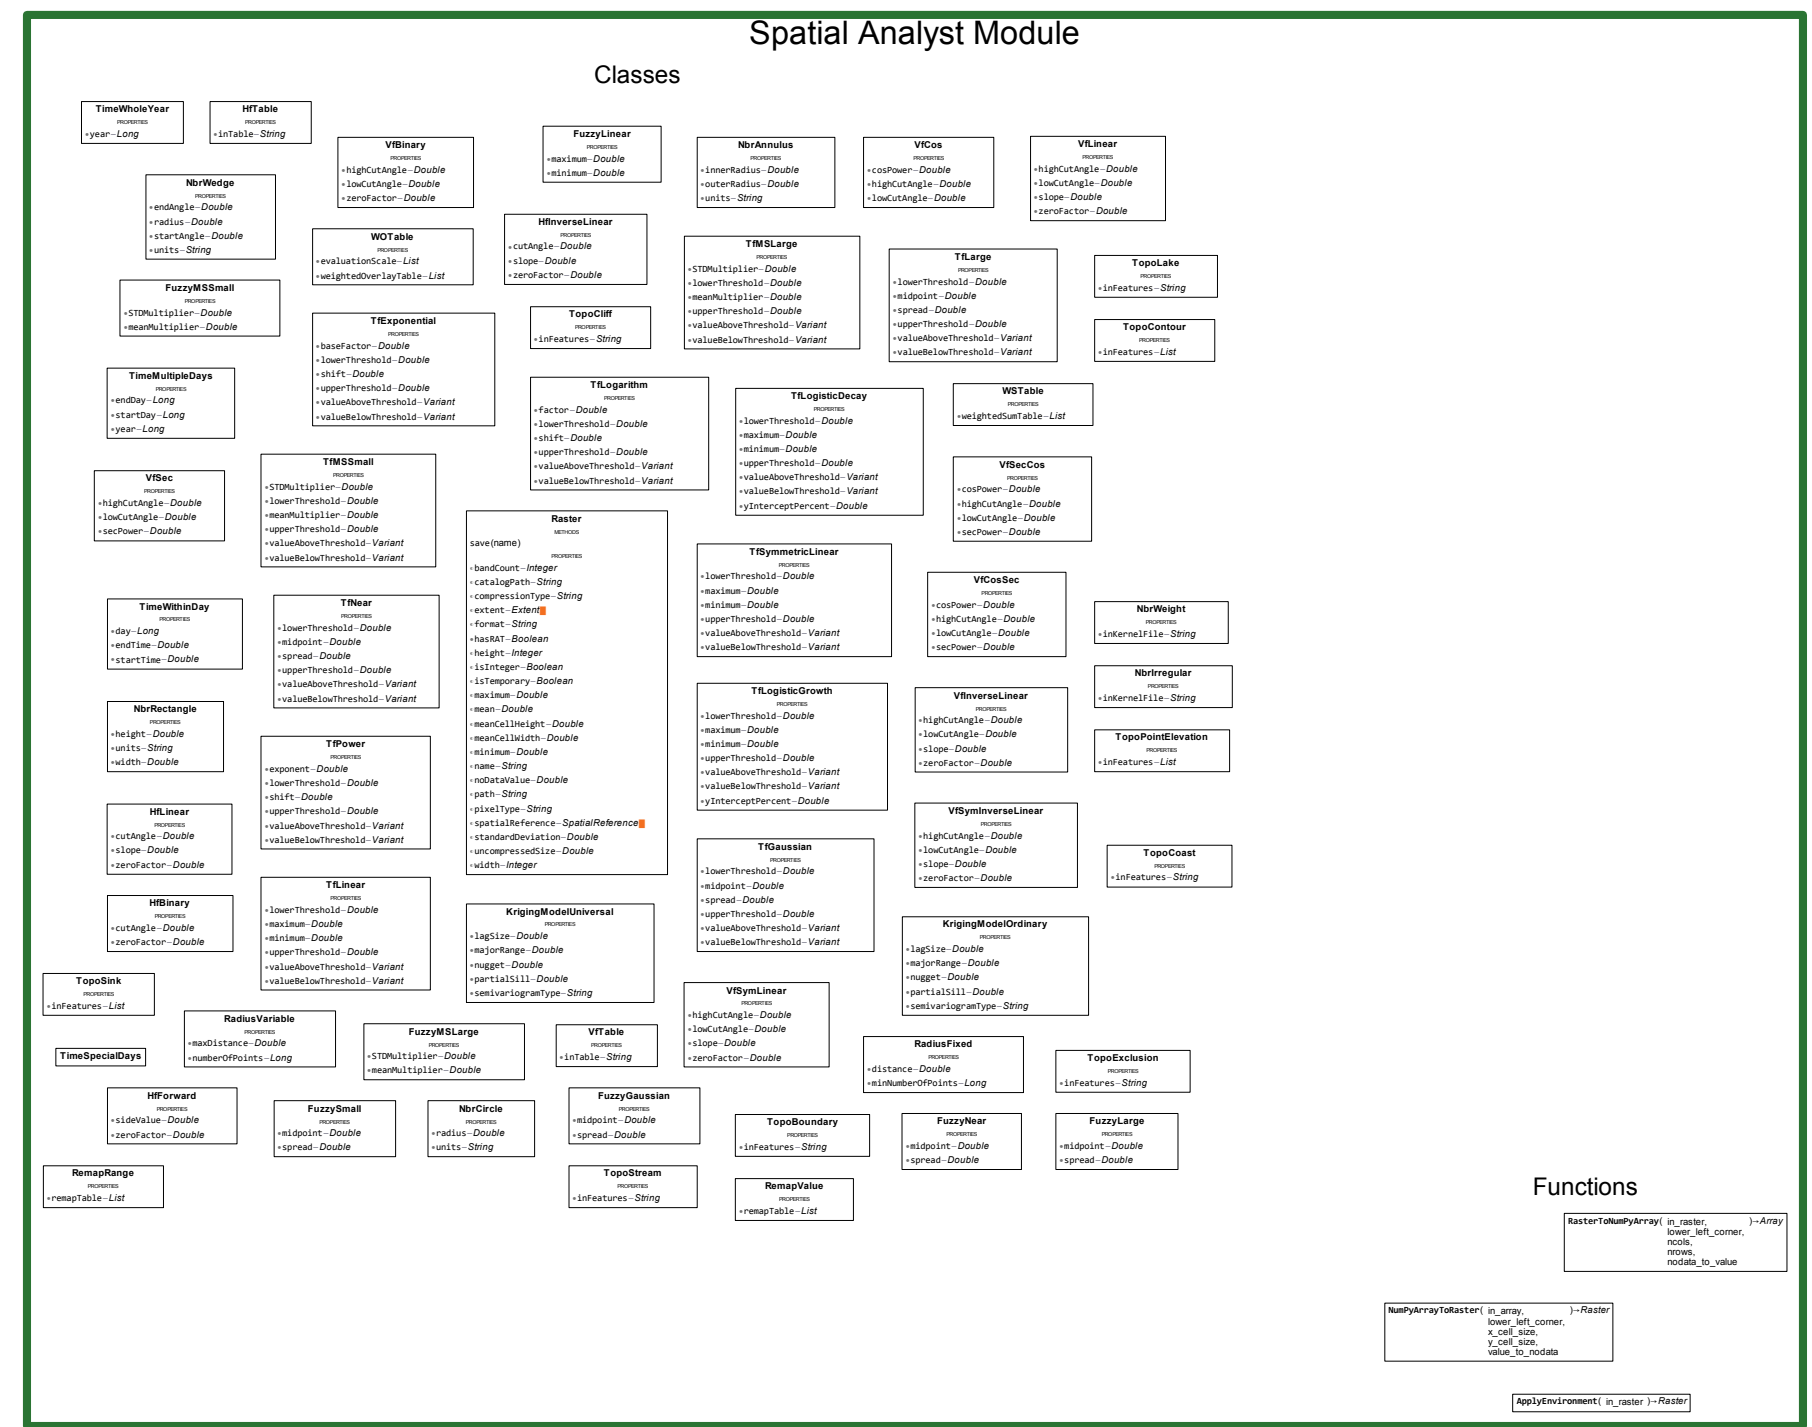 Spatial Analyst Module
Classes
TimeWholeYear
PROPERTIES
year–Long
HfTable
PROPERTIES
inTable–String
VfBinary
PROPERTIES
highCutAngle–Double
lowCutAngle–Double
zeroFactor–Double
FuzzyLinear
PROPERTIES
maximum–Double
minimum–Double
NbrAnnulus
PROPERTIES
innerRadius–Double
outerRadius–Double
units–String
VfCos
PROPERTIES
cosPower–Double
highCutAngle–Double
lowCutAngle–Double
VfLinear
PROPERTIES
highCutAngle–Double
lowCutAngle–Double
slope–Double
zeroFactor–Double
NbrWedge
PROPERTIES
endAngle–Double
radius–Double
startAngle–Double
units–String
WOTable
PROPERTIES
evaluationScale–List
weightedOverlayTable–List
HfInverseLinear
PROPERTIES
cutAngle–Double
slope–Double
zeroFactor–Double
TfMSLarge
PROPERTIES
STDMultiplier–Double
lowerThreshold–Double
meanMultiplier–Double
upperThreshold–Double
valueAboveThreshold–Variant
valueBelowThreshold–Variant
TfLarge
PROPERTIES
lowerThreshold–Double
midpoint–Double
spread–Double
upperThreshold–Double
valueAboveThreshold–Variant
valueBelowThreshold–Variant
TopoLake
PROPERTIES
inFeatures–String
FuzzyMSSmall
PROPERTIES
STDMultiplier–Double
meanMultiplier–Double
TfExponential
PROPERTIES
baseFactor–Double
lowerThreshold–Double
shift–Double
upperThreshold–Double
valueAboveThreshold–Variant
valueBelowThreshold–Variant
TopoCliff
PROPERTIES
inFeatures–String
TopoContour
PROPERTIES
inFeatures–List
TimeMultipleDays
PROPERTIES
endDay–Long
startDay–Long
year–Long
TfLogarithm
PROPERTIES
factor–Double
lowerThreshold–Double
shift–Double
upperThreshold–Double
valueAboveThreshold–Variant
valueBelowThreshold–Variant
TfLogisticDecay
PROPERTIES
lowerThreshold–Double
maximum–Double
minimum–Double
upperThreshold–Double
valueAboveThreshold–Variant
valueBelowThreshold–Variant
yInterceptPercent–Double
WSTable
PROPERTIES
weightedSumTable–List
VfSec
PROPERTIES
highCutAngle–Double
lowCutAngle–Double
secPower–Double
TfMSSmall
PROPERTIES
STDMultiplier–Double
lowerThreshold–Double
meanMultiplier–Double
upperThreshold–Double
valueAboveThreshold–Variant
valueBelowThreshold–Variant
VfSecCos
PROPERTIES
cosPower–Double
highCutAngle–Double
lowCutAngle–Double
secPower–Double
Raster
METHODS
save(name)
PROPERTIES
bandCount–Integer
catalogPath–String
compressionType–String
extent–Extent
format–String
hasRAT–Boolean
height–Integer
isInteger–Boolean
isTemporary–Boolean
maximum–Double
mean–Double
meanCellHeight–Double
meanCellWidth–Double
minimum–Double
name–String
noDataValue–Double
path–String
pixelType–String
spatialReference–SpatialReference
standardDeviation–Double
uncompressedSize–Double
width–Integer
TfSymmetricLinear
PROPERTIES
lowerThreshold–Double
maximum–Double
minimum–Double
upperThreshold–Double
valueAboveThreshold–Variant
valueBelowThreshold–Variant
VfCosSec
PROPERTIES
cosPower–Double
highCutAngle–Double
lowCutAngle–Double
secPower–Double
NbrWeight
PROPERTIES
inKernelFile–String
TimeWithinDay
PROPERTIES
day–Long
endTime–Double
startTime–Double
TfNear
PROPERTIES
lowerThreshold–Double
midpoint–Double
spread–Double
upperThreshold–Double
valueAboveThreshold–Variant
valueBelowThreshold–Variant
NbrIrregular
PROPERTIES
inKernelFile–String
NbrRectangle
PROPERTIES
height–Double
units–String
width–Double
TfLogisticGrowth
PROPERTIES
lowerThreshold–Double
maximum–Double
minimum–Double
upperThreshold–Double
valueAboveThreshold–Variant
valueBelowThreshold–Variant
yInterceptPercent–Double
VfInverseLinear
PROPERTIES
highCutAngle–Double
lowCutAngle–Double
slope–Double
zeroFactor–Double
TopoPointElevation
PROPERTIES
inFeatures–List
TfPower
PROPERTIES
exponent–Double
lowerThreshold–Double
shift–Double
upperThreshold–Double
valueAboveThreshold–Variant
valueBelowThreshold–Variant
HfLinear
PROPERTIES
cutAngle–Double
slope–Double
zeroFactor–Double
VfSymInverseLinear
PROPERTIES
highCutAngle–Double
lowCutAngle–Double
slope–Double
zeroFactor–Double
TfGaussian
PROPERTIES
lowerThreshold–Double
midpoint–Double
spread–Double
upperThreshold–Double
valueAboveThreshold–Variant
valueBelowThreshold–Variant
TopoCoast
PROPERTIES
inFeatures–String
TfLinear
PROPERTIES
lowerThreshold–Double
maximum–Double
minimum–Double
upperThreshold–Double
valueAboveThreshold–Variant
valueBelowThreshold–Variant
HfBinary
PROPERTIES
cutAngle–Double
zeroFactor–Double
KrigingModelUniversal
PROPERTIES
lagSize–Double
majorRange–Double
nugget–Double
partialSill–Double
semivariogramType–String
KrigingModelOrdinary
PROPERTIES
lagSize–Double
majorRange–Double
nugget–Double
partialSill–Double
semivariogramType–String
TopoSink
PROPERTIES
inFeatures–List
VfSymLinear
PROPERTIES
highCutAngle–Double
lowCutAngle–Double
slope–Double
zeroFactor–Double
RadiusVariable
PROPERTIES
maxDistance–Double
numberOfPoints–Long
FuzzyMSLarge
PROPERTIES
STDMultiplier–Double
meanMultiplier–Double
VfTable
PROPERTIES
inTable–String
RadiusFixed
PROPERTIES
distance–Double
minNumberOfPoints–Long
TimeSpecialDays
TopoExclusion
PROPERTIES
inFeatures–String
HfForward
PROPERTIES
sideValue–Double
zeroFactor–Double
FuzzySmall
PROPERTIES
midpoint–Double
spread–Double
NbrCircle
PROPERTIES
radius–Double
units–String
FuzzyGaussian
PROPERTIES
midpoint–Double
spread–Double
TopoBoundary
PROPERTIES
inFeatures–String
FuzzyNear
PROPERTIES
midpoint–Double
spread–Double
FuzzyLarge
PROPERTIES
midpoint–Double
spread–Double
RemapRange
PROPERTIES
remapTable–List
TopoStream
PROPERTIES
inFeatures–String
RemapValue
PROPERTIES
remapTable–List
Functions
RasterToNumPyArray( in_raster, )→Array
lower_left_corner,
ncols,
nrows,
nodata_to_value
NumPyArrayToRaster( in_array, )→Raster
lower_left_corner,
x_cell_size,
y_cell_size,
value_to_nodata
ApplyEnvironment( in_raster )→Raster